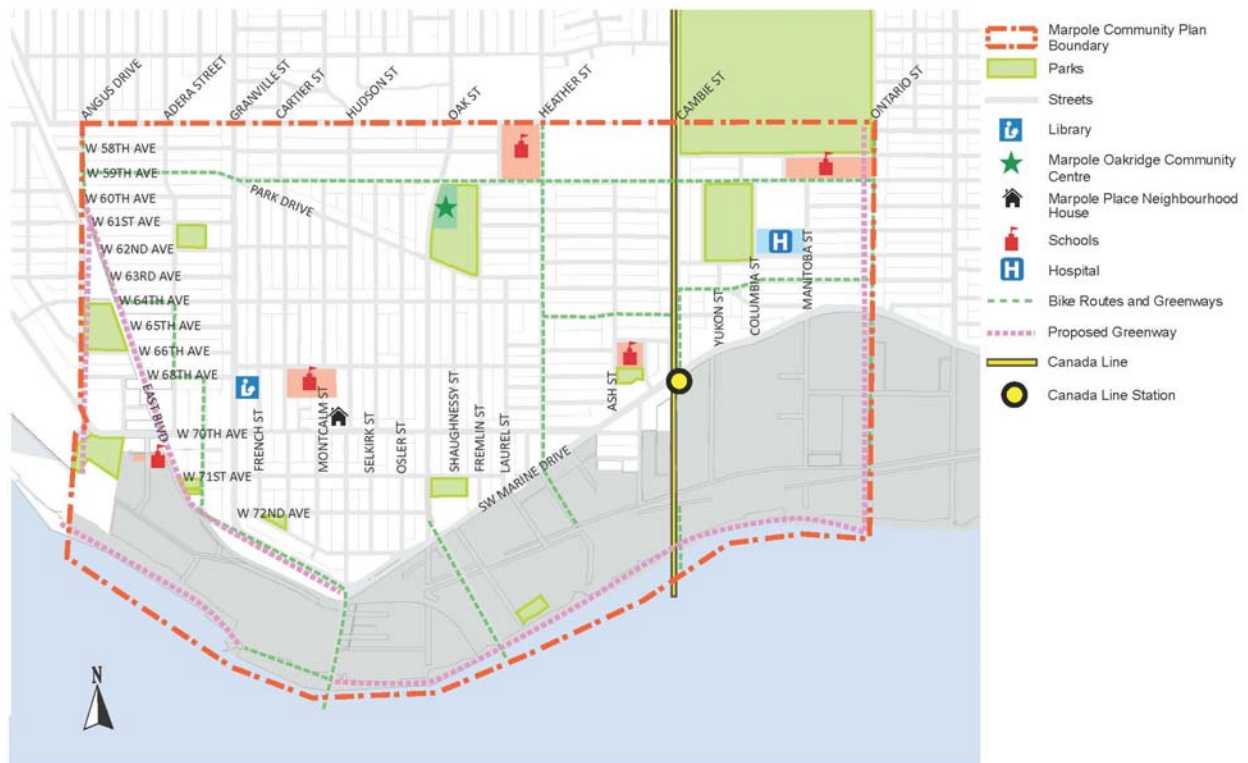 ANGUS DRIVE
ADERA STREET
GRANVILLE ST
CARTIER ST
HUDSON ST
OAK ST
HEATHER ST
CAMBIE ST
ONTARIO ST
W 58TH AVE
W 59TH AVE
W 60TH AVE
W 61ST AVE
W 62ND AVE
W 63RD AVE
W 64TH AVE
W 65TH AVE
W 66TH AVE
W 68TH AVE
W 70TH AVE
W 71ST AVE
W 72ND AVE
PARK DRIVE
EAST BLVD
FRENCH ST
MONTCALM ST
SELKIRK ST
OSLER ST
SHAUGHNESSY ST
FREMLIN ST
LAUREL ST
ASH ST
YUKON ST
COLUMBIA ST
MANITOBA ST
SW MARINE DRIVE
H
N
Marpole Community Plan
Boundary
Parks
Streets
Library
Marpole Oakridge Community
Centre
Marpole Place Neighbourhood
House
Schools
H
Hospital
Bike Routes and Greenways
Proposed Greenway
Canada Line
Canada Line Station